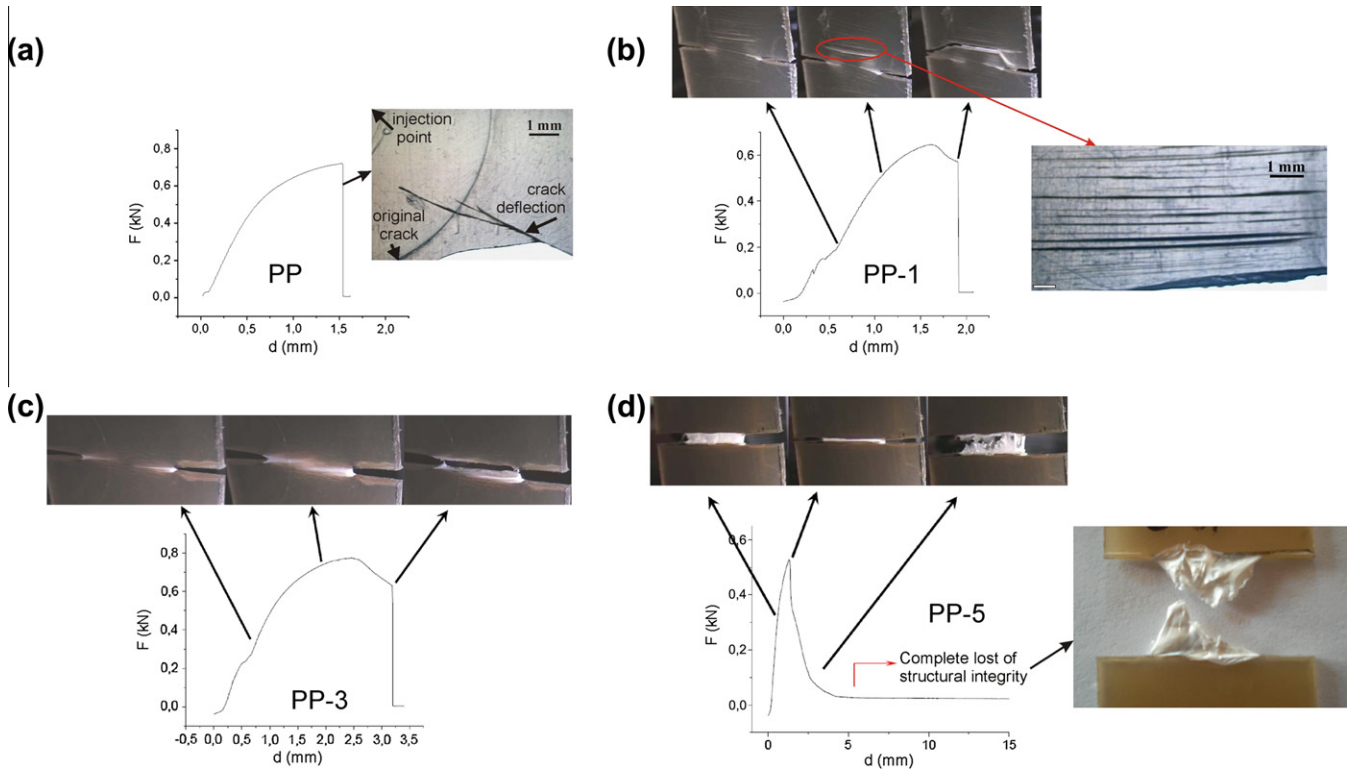 (a)
injection
point
1 mm
original
crack
crack
deflection
F (kN)
0,8
0,6
0,4
0,2
0,0
PP
0,0 0,5 1,0 1,5 2,0
d (mm)
(b)
1 mm
F (kN)
0,6
0,4
0,2
0,0
PP-1
0,0 0,5 1,0 1,5 2,0
d (mm)
(c)
F (kN)
0,8
0,6
0,4
0,2
0,0
PP-3
-0,5 0,0 0,5 1,0 1,5 2,0 2,5 3,0 3,5
d (mm)
(d)
F (kN)
0,6
0,4
0,2
0,0
PP-5
Complete lost of
structural integrity
0 5 10 15
d (mm)